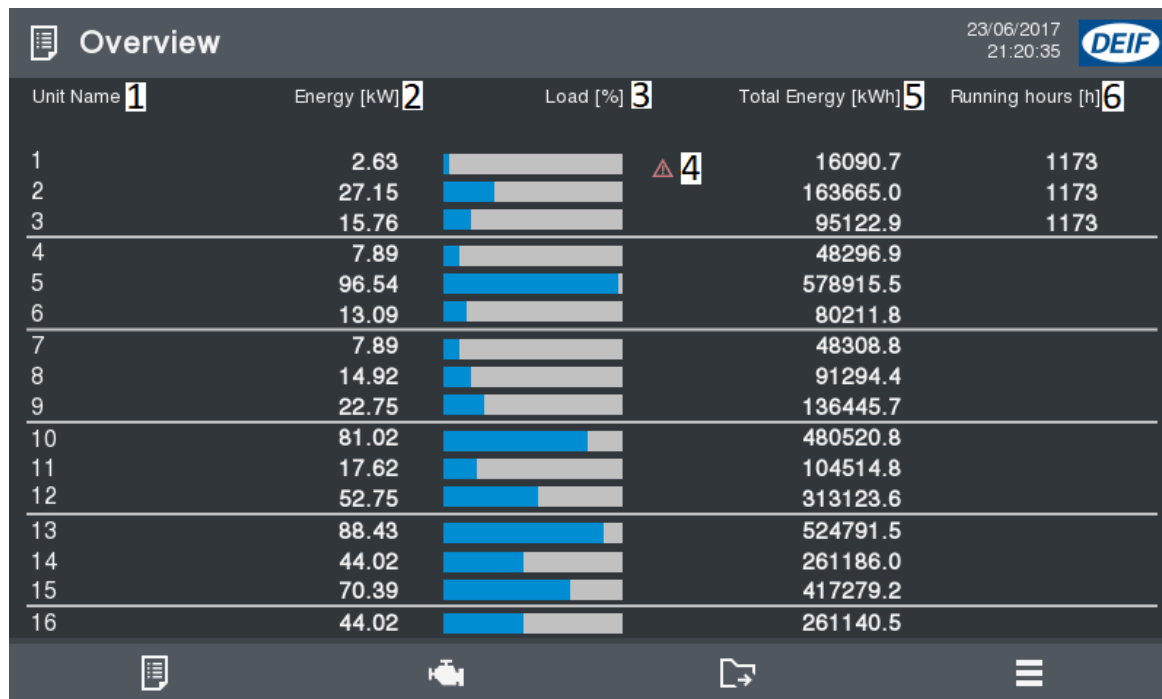 Overview
23/06/2017
21:20:35
DEIF
Unit Name 1 Energy [kW] 2 Load [%] 3 Total Energy [kWh] 5 Running hours [h] 6
1 2.63 4 16090.7 1173
2 27.15 163665.0 1173
3 15.76 95122.9 1173
4 7.89 48296.9
5 96.54 578915.5
6 13.09 80211.8
7 7.89 48308.8
8 14.92 91294.4
9 22.75 136445.7
10 81.02 480520.8
11 17.62 104514.8
12 52.75 313123.6
13 88.43 524791.5
14 44.02 261186.0
15 70.39 417279.2
16 44.02 261140.5